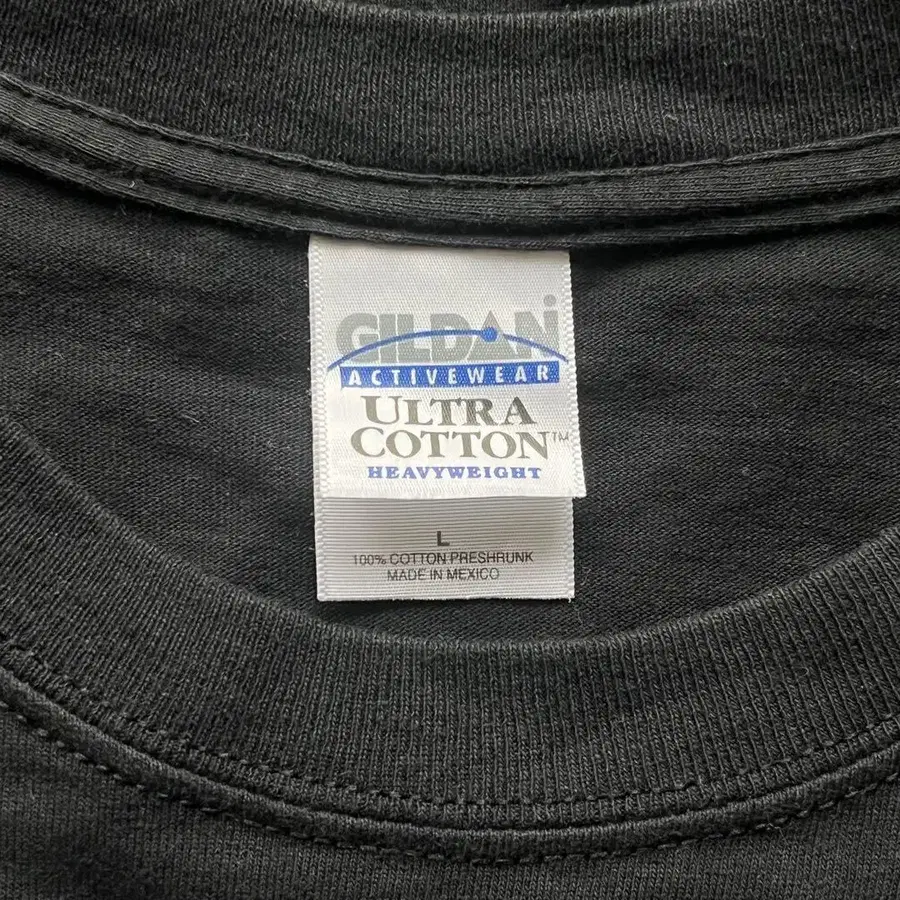 GILDAN
ACTIVEWEAR
ULTRA
COTTON™
HEAVYWEIGHT
L
100% COTTON PRESHRUNK
MADE IN MEXICO